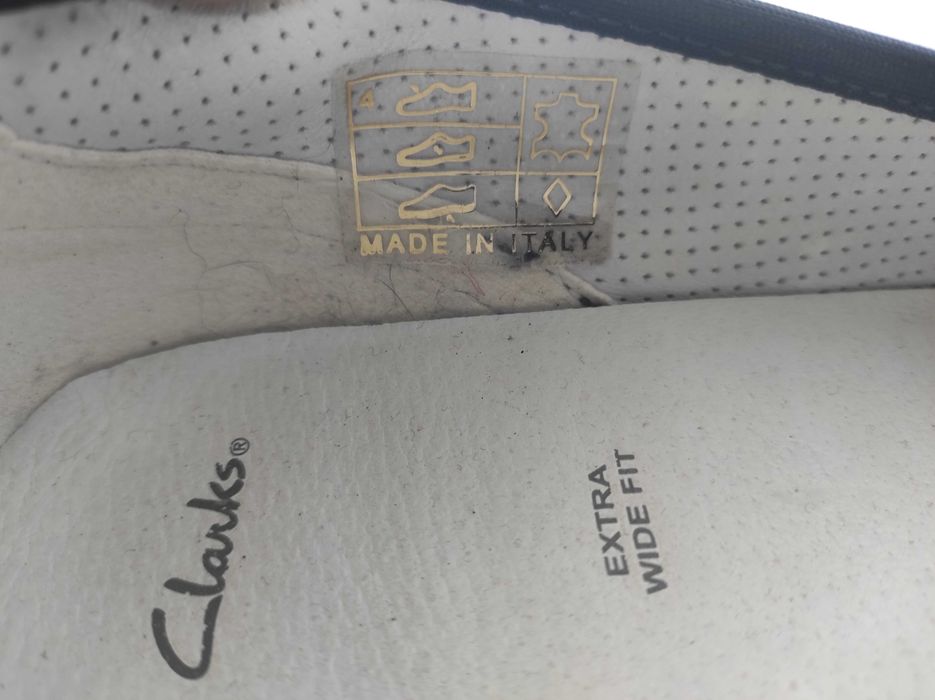 4
MADE IN ITALY
Clarks®
EXTRA
WIDE FIT